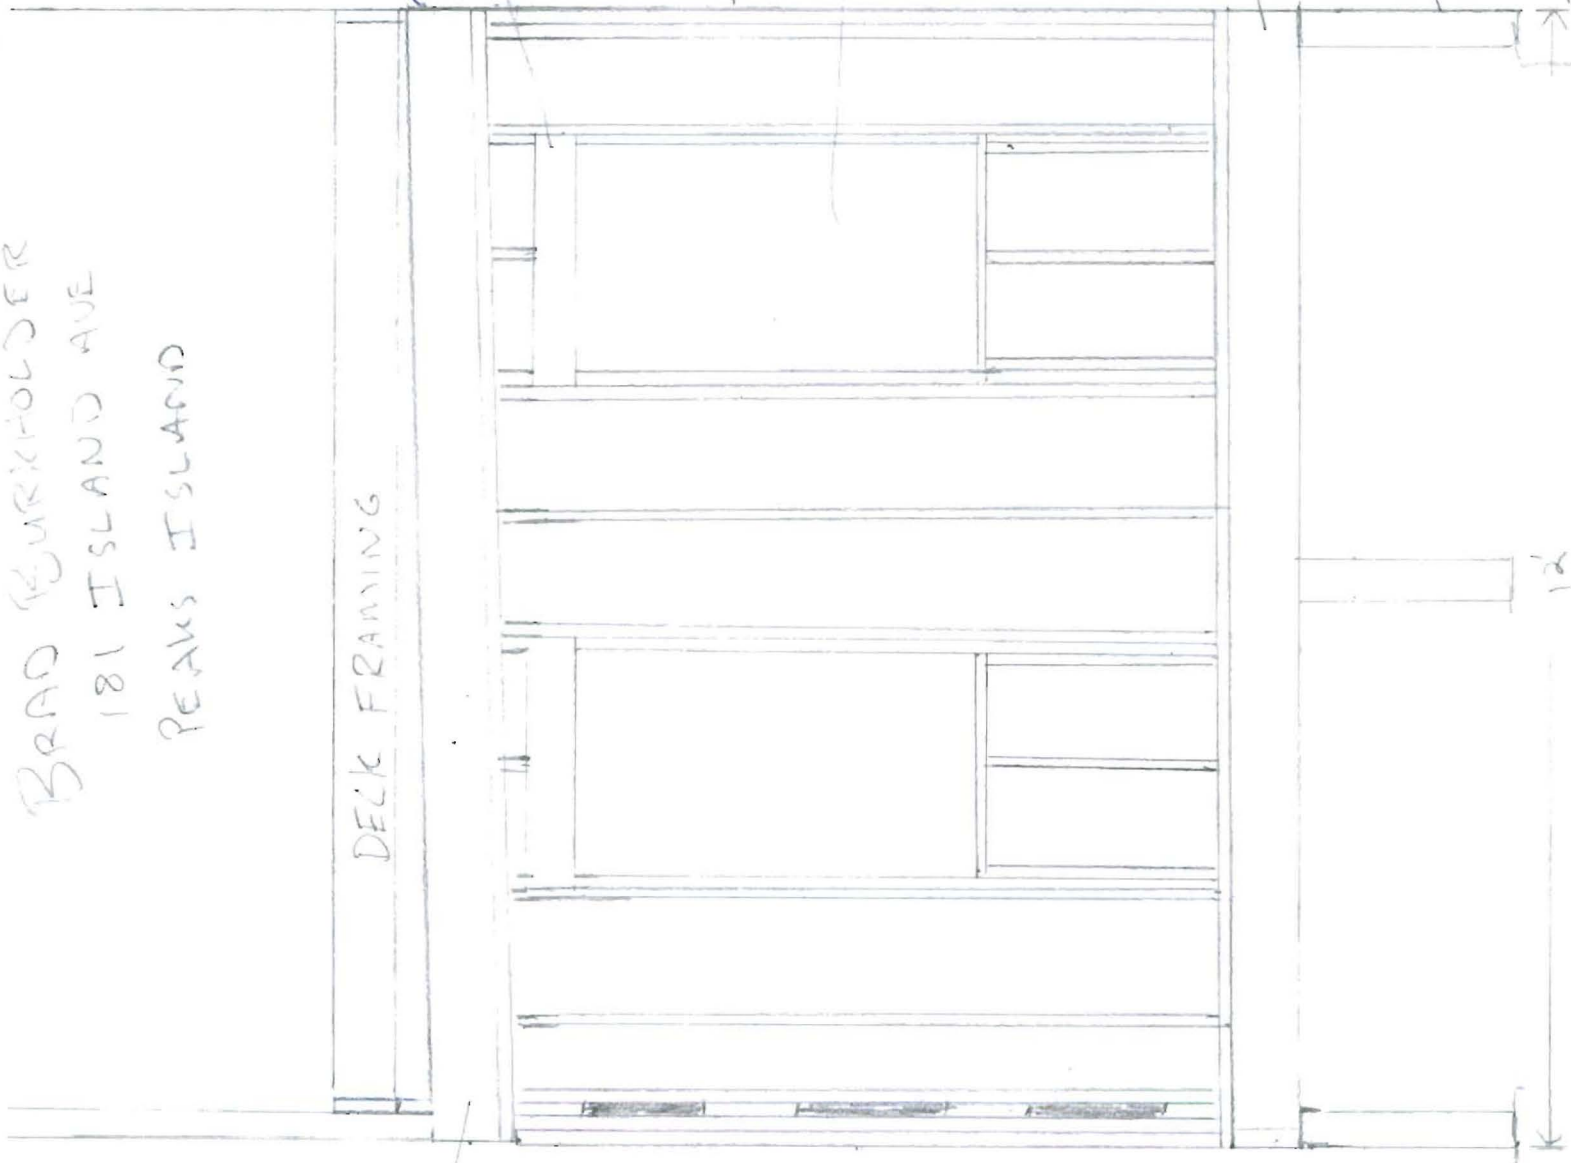 BRAD BURKHOLDER
181 ISLAND AVE
PEAKS ISLAND
DECK FRAMING
12'